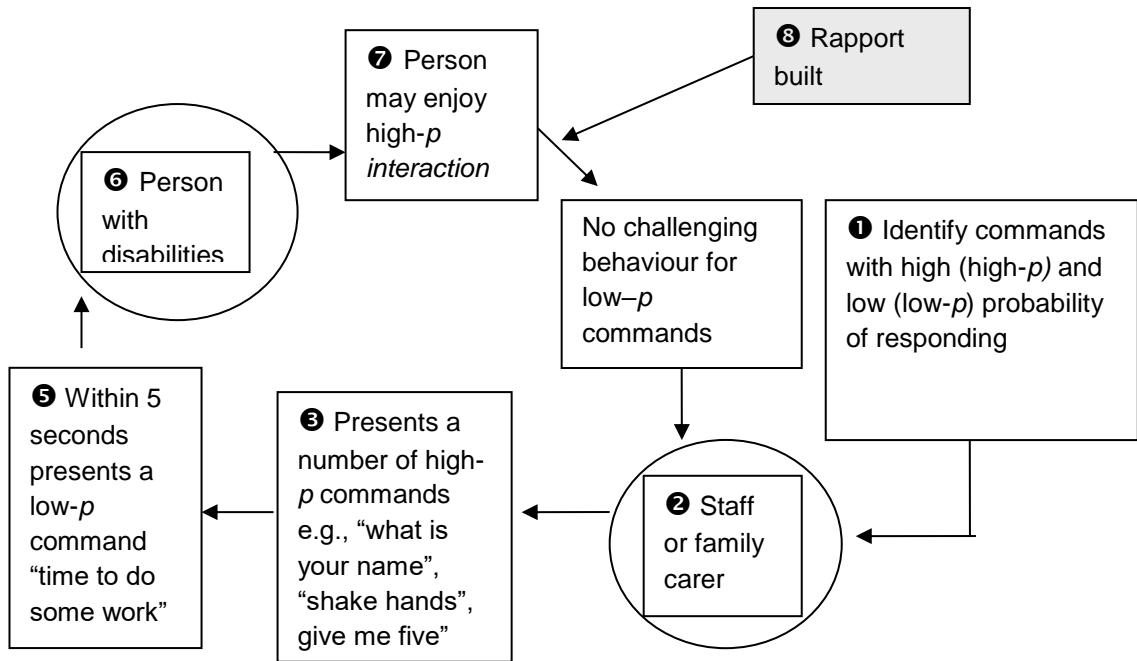 ❼ Person
may enjoy
high-p
interaction
❽ Rapport
built
❻ Person
with
disabilities
No challenging
behaviour for
low–p
commands
❶ Identify commands
with high (high-p) and
low (low-p) probability
of responding
❺ Within 5
seconds
presents a
low-p
command
“time to do
some work”
❸ Presents a
number of high-
p commands
e.g., “what is
your name”,
“shake hands”,
give me five”
❷ Staff
or family
carer